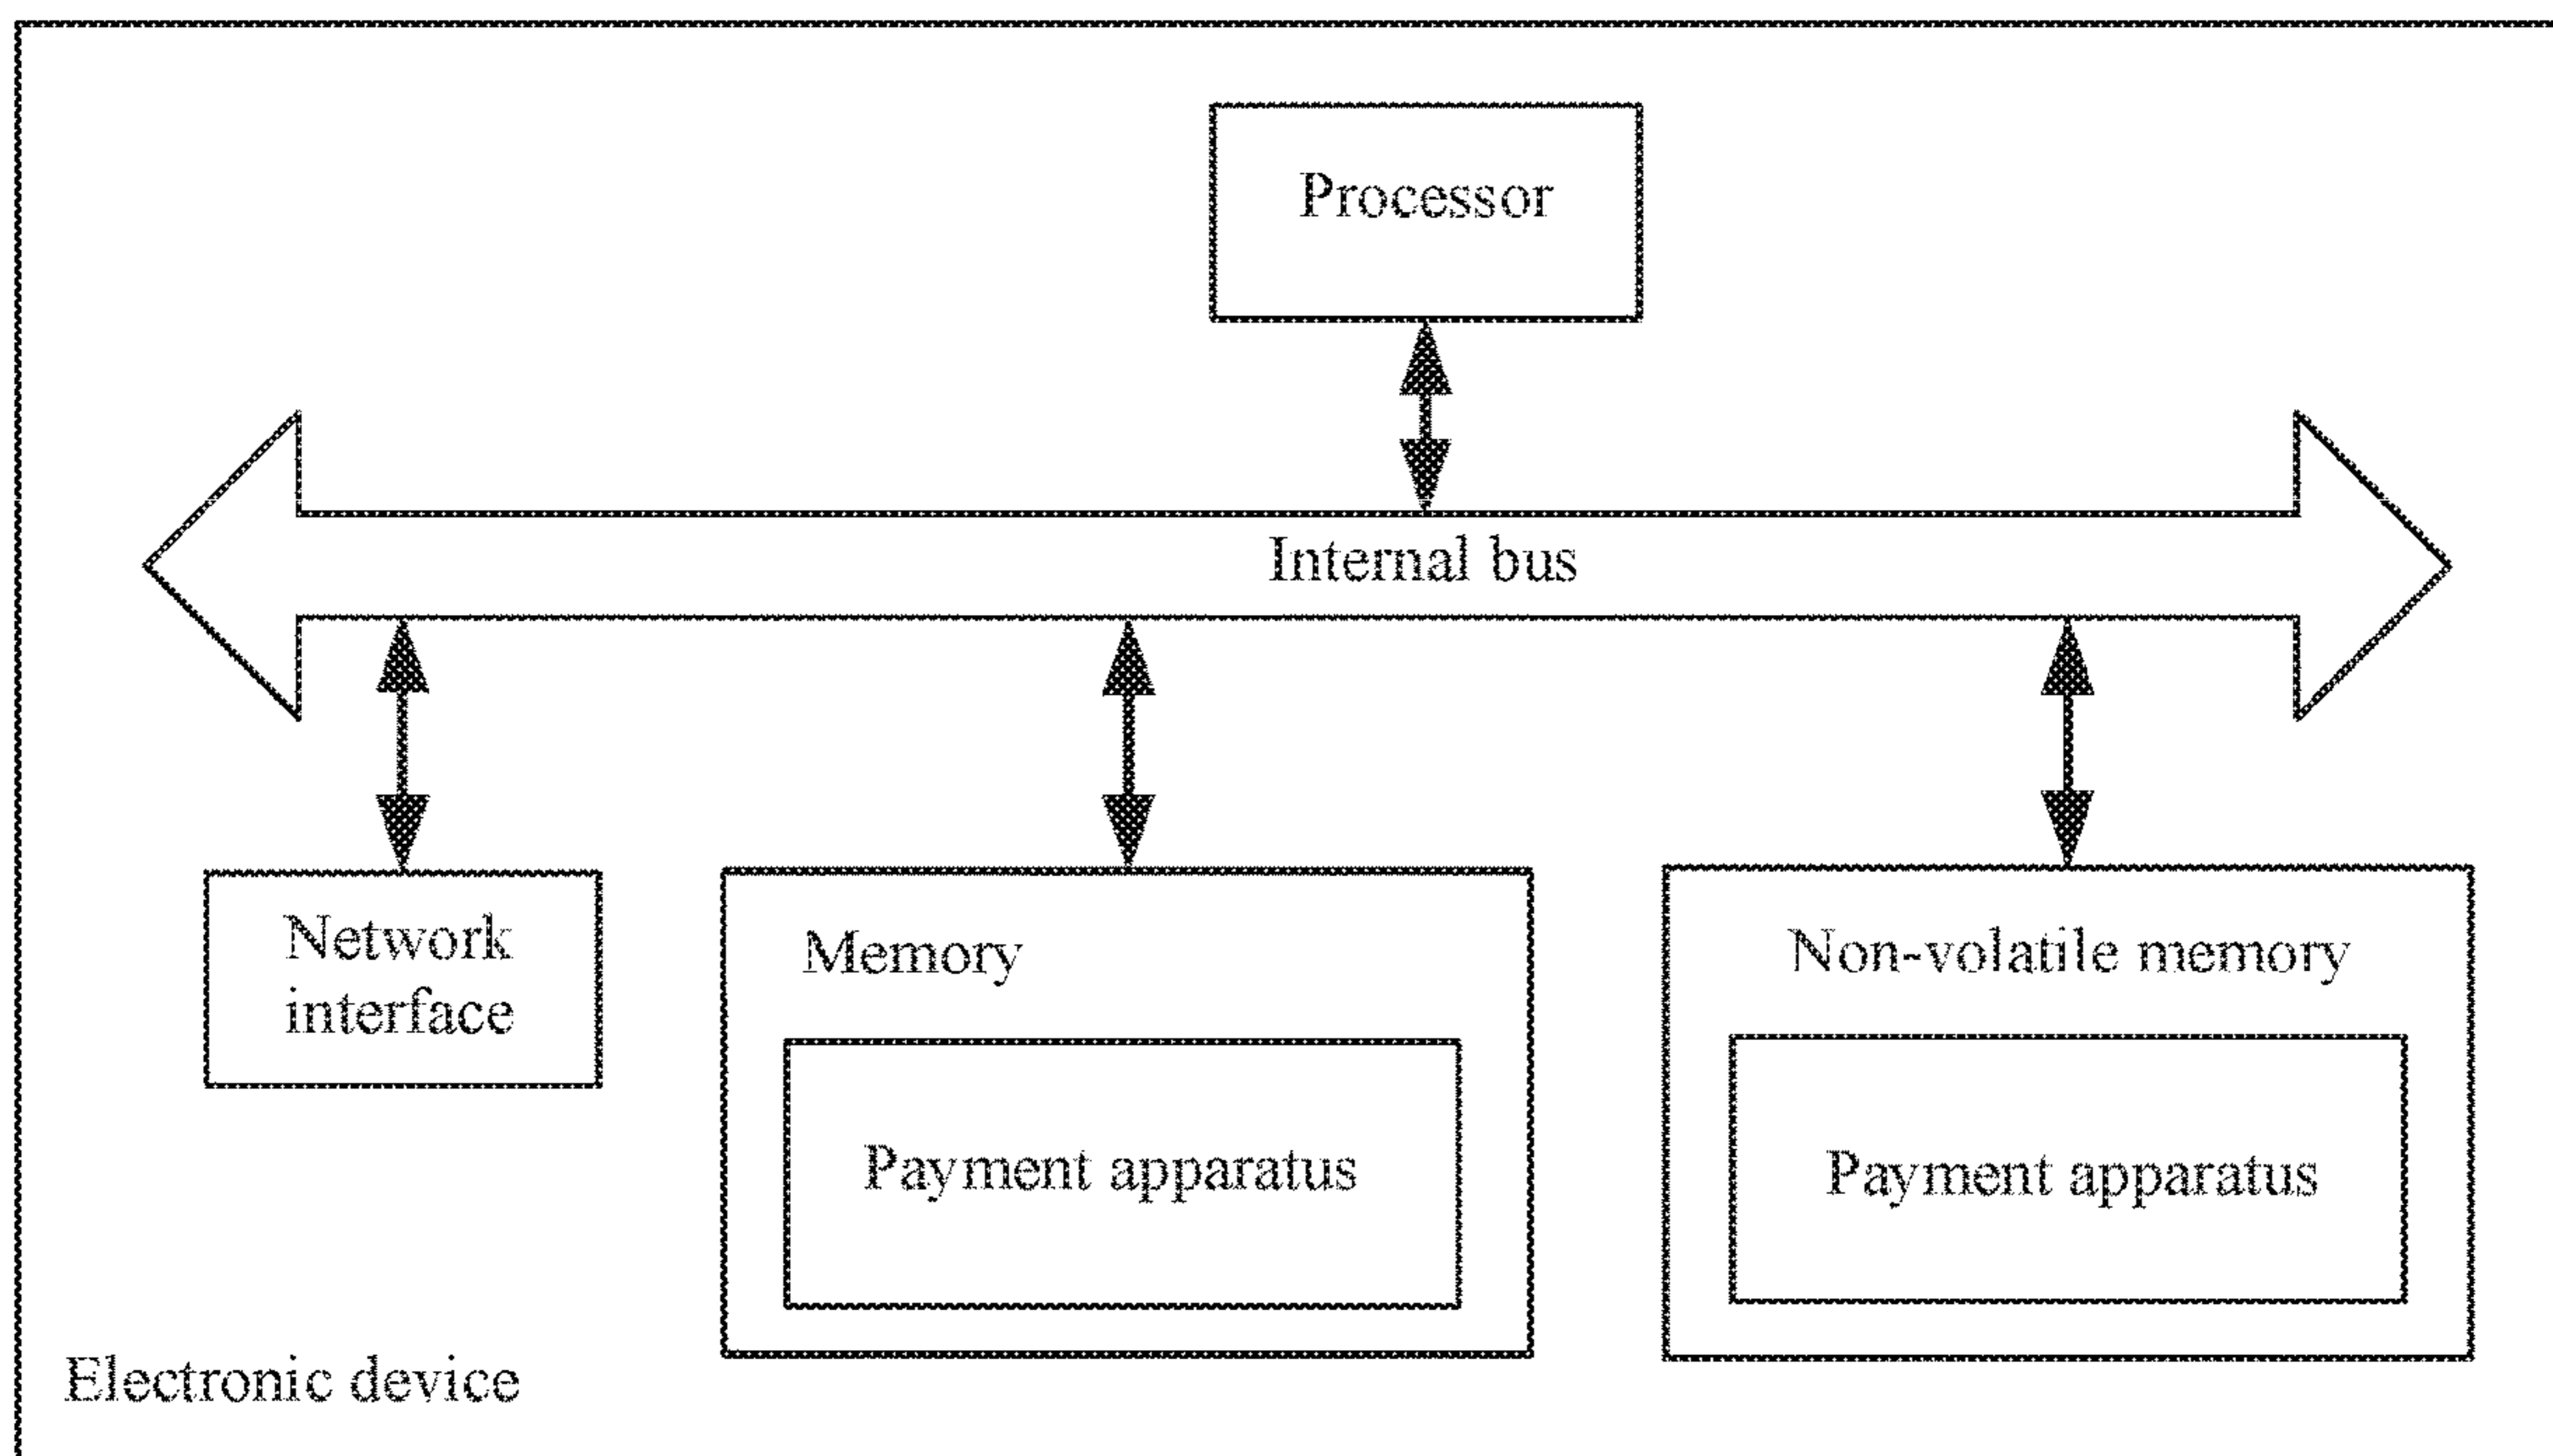 Processor
Internal bus
Network
interface
Memory
Non-volatile memory
Payment apparatus
Payment apparatus
Electronic device